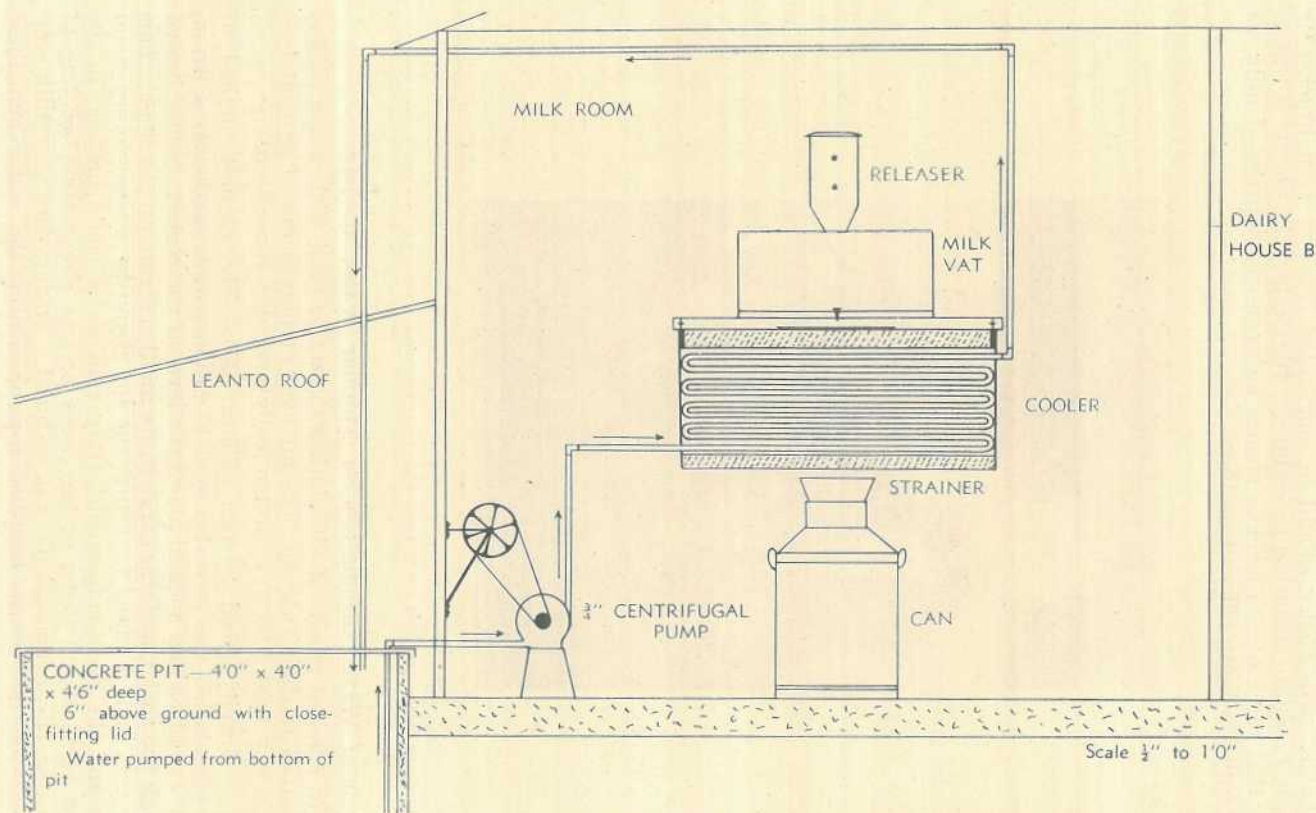 MILK ROOM
RELEASER
MILK
VAT
DAIRY
HOUSE B
LEANTO ROOF
COOLER
STRAINER
¾" CENTRIFUGAL
PUMP
CAN
CONCRETE PIT.—4'0" x 4'0"
x 4'6" deep
6" above ground with close-
fitting lid.
Water pumped from bottom of
pit
Scale ½" to 1'0"